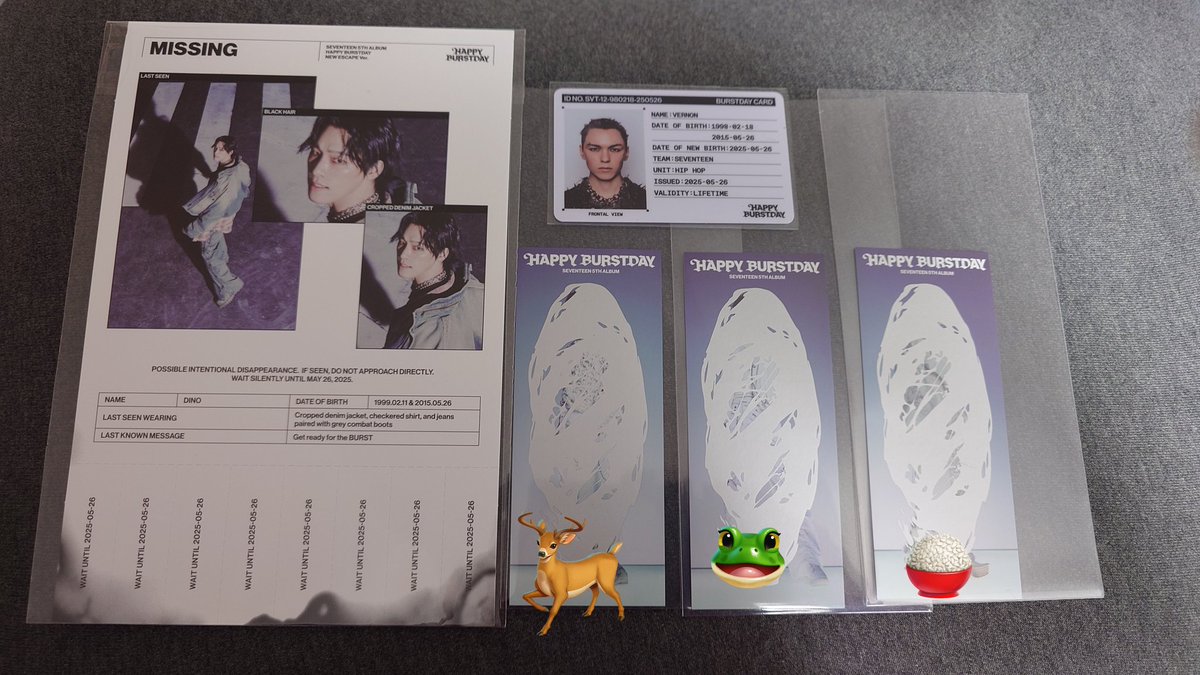 MISSING
SEVENTEEN 5TH ALBUM
HAPPY BURSTDAY
NEW ESCAPE Ver.
HAPPY
BURSTDAY
LAST SEEN
BLACK HAIR
CROPPED DENIM JACKET
POSSIBLE INTENTIONAL DISAPPEARANCE. IF SEEN, DO NOT APPROACH DIRECTLY.
WAIT SILENTLY UNTIL MAY 26, 2025.
NAME DINO DATE OF BIRTH 1999.02.11 & 2015.05.26
LAST SEEN WEARING Cropped denim jacket, checkered shirt, and jeans
paired with grey combat boots
LAST KNOWN MESSAGE Get ready for the BURST
WAIT UNTIL 2025-05-26
WAIT UNTIL 2025-05-26
WAIT UNTIL 2025-05-26
WAIT UNTIL 2025-05-26
WAIT UNTIL 2025-05-26
WAIT UNTIL 2025-05-26
WAIT UNTIL 2025-05-26
WAIT UNTIL 2025-05-26
ID NO. SVT-12-980218-250526 BURSTDAY CARD
NAME:VERNON
DATE OF BIRTH:1998-02-18
2015-05-26
DATE OF NEW BIRTH:2025-05-26
TEAM:SEVENTEEN
UNIT:HIP HOP
ISSUED:2025-05-26
VALIDITY:LIFETIME
FRONTAL VIEW
HAPPY
BURSTDAY
HAPPY BURSTDAY
SEVENTEEN 5TH ALBUM
HAPPY BURSTDAY
SEVENTEEN 5TH ALBUM
HAPPY BURSTDAY
SEVENTEEN 5TH ALBUM